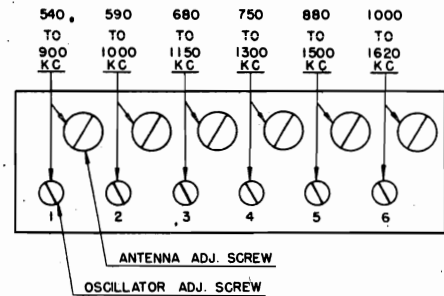 540 590 680 750 880 1000
TO TO TO TO TO TO
900 1000 1150 1300 1500 1620
KC KC KC KC KC KC
1 2 3 4 5 6
ANTENNA ADJ. SCREW
OSCILLATOR ADJ. SCREW